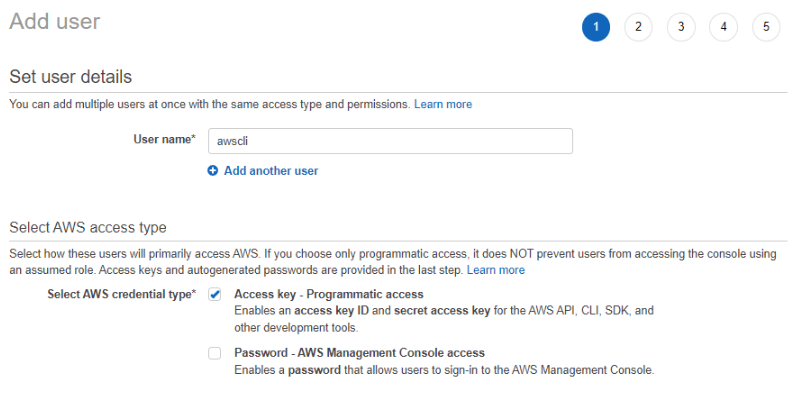 Add user
1 2 3 4 5
Set user details
You can add multiple users at once with the same access type and permissions. Learn more
User name* awscli
Add another user
Select AWS access type
Select how these users will primarily access AWS. If you choose only programmatic access, it does NOT prevent users from accessing the console using
an assumed role. Access keys and autogenerated passwords are provided in the last step. Learn more
Select AWS credential type* Access key - Programmatic access
Enables an access key ID and secret access key for the AWS API, CLI, SDK, and
other development tools.
Password - AWS Management Console access
Enables a password that allows users to sign-in to the AWS Management Console.